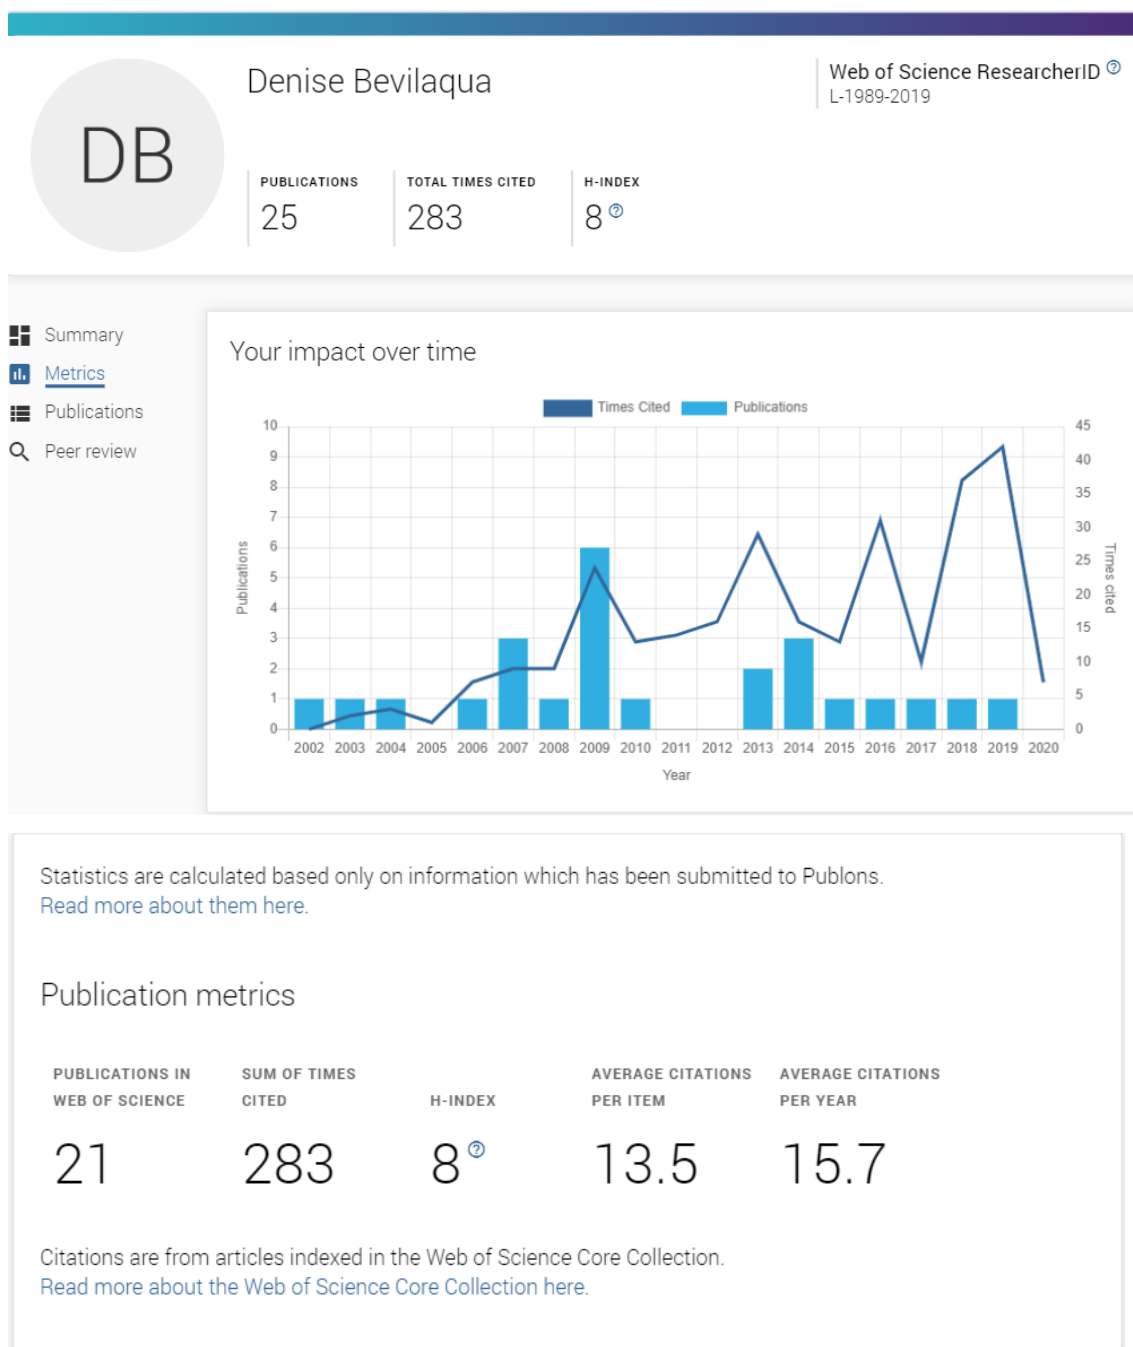 Denise Bevilaqua
Web of Science ResearcherID ?
L-1989-2019
DB
PUBLICATIONS
25
TOTAL TIMES CITED
283
H-INDEX
8 ?
Summary
Metrics
Publications
Peer review
Your impact over time
Times Cited
Publications
10
9
8
7
6
5
4
3
2
1
0
Publications
45
40
35
30
25
20
15
10
5
0
Times cited
2002 2003 2004 2005 2006 2007 2008 2009 2010 2011 2012 2013 2014 2015 2016 2017 2018 2019 2020
Year
Statistics are calculated based only on information which has been submitted to Publons.
Read more about them here.
Publication metrics
PUBLICATIONS IN
WEB OF SCIENCE
21
SUM OF TIMES
CITED
283
H-INDEX
8 ?
AVERAGE CITATIONS
PER ITEM
13.5
AVERAGE CITATIONS
PER YEAR
15.7
Citations are from articles indexed in the Web of Science Core Collection.
Read more about the Web of Science Core Collection here.